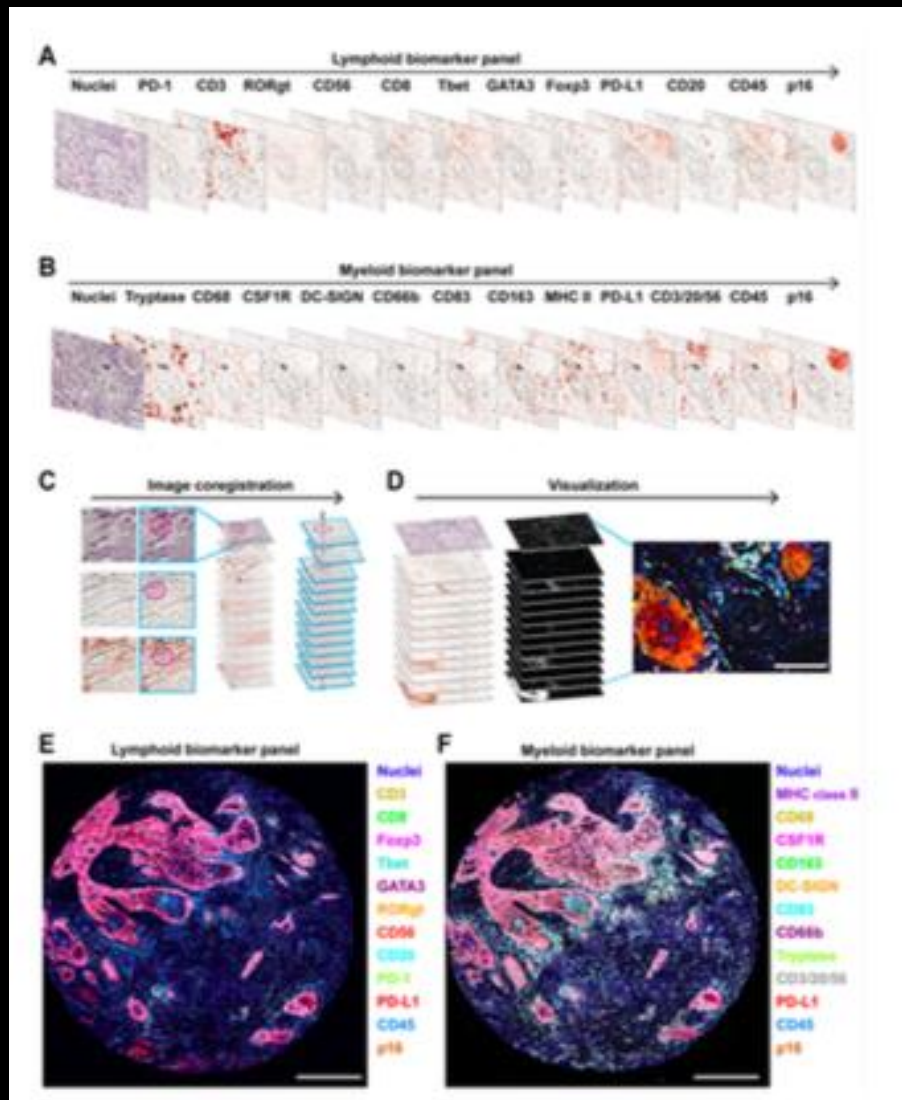 A
Lymphoid biomarker panel
Nuclei PD-1 CD3 RORgt CD56 CD8 Tbet GATA3 Foxp3 PD-L1 CD20 CD45 p16
B
Myeloid biomarker panel
Nuclei Tryptase CD68 CSF1R DC-SIGN CD66b CD83 CD163 MHC II PD-L1 CD3/20/56 CD45 p16
C
Image coregistration
D
Visualization
E
Lymphoid biomarker panel
Nuclei
CD3
CD8
Foxp3
Tbet
GATA3
RORgt
CD56
CD20
PD-1
PD-L1
CD45
p16
F
Myeloid biomarker panel
Nuclei
MHC class II
CD68
CSF1R
CD163
DC-SIGN
CD83
CD66b
Tryptase
CD3/20/56
PD-L1
CD45
p16